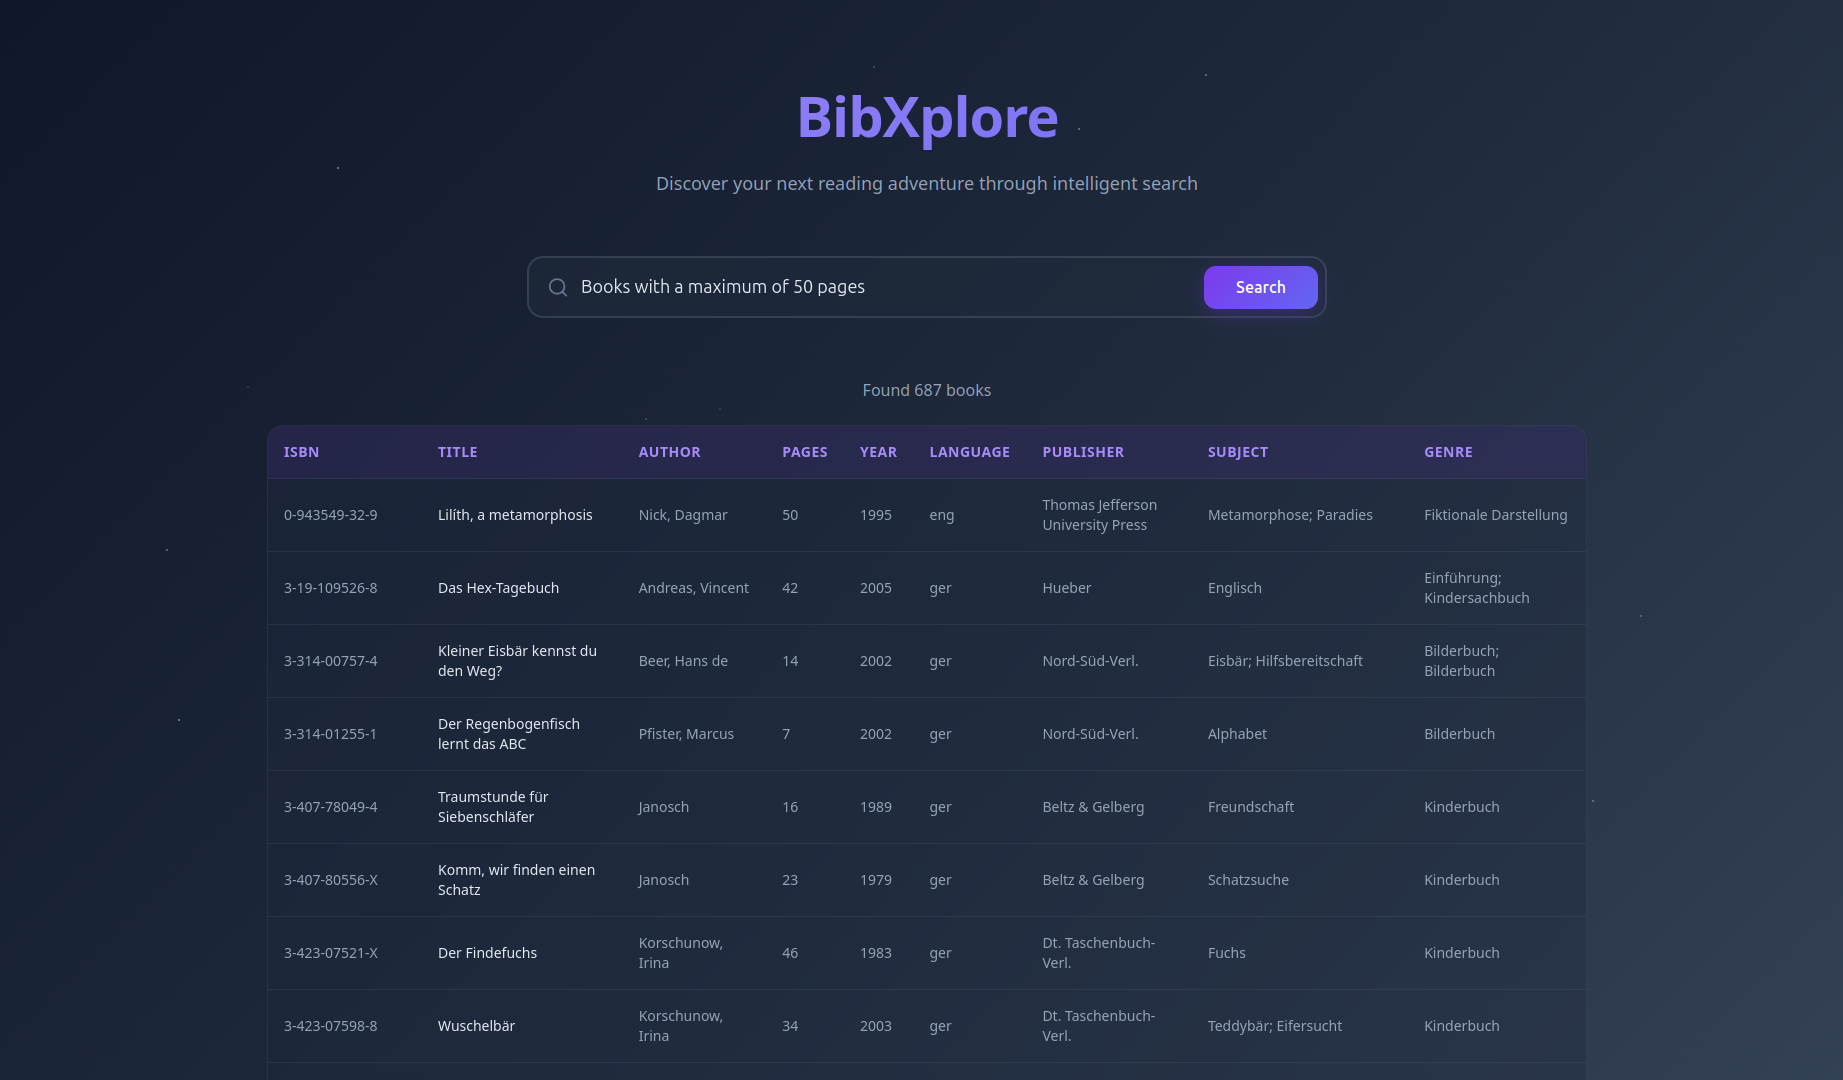 BibXplore
Discover your next reading adventure through intelligent search
Books with a maximum of 50 pages
Search
Found 687 books
ISBN TITLE AUTHOR PAGES YEAR LANGUAGE PUBLISHER SUBJECT GENRE
0-943549-32-9 Lilíth, a metamorphosis Nick, Dagmar 50 1995 eng Thomas Jefferson University Press Metamorphose; Paradies Fiktionale Darstellung
3-19-109526-8 Das Hex-Tagebuch Andreas, Vincent 42 2005 ger Hueber Englisch Einführung; Kindersachbuch
3-314-00757-4 Kleiner Eisbär kennst du den Weg? Beer, Hans de 14 2002 ger Nord-Süd-Verl. Eisbär; Hilfsbereitschaft Bilderbuch; Bilderbuch
3-314-01255-1 Der Regenbogenfisch lernt das ABC Pfister, Marcus 7 2002 ger Nord-Süd-Verl. Alphabet Bilderbuch
3-407-78049-4 Traumstunde für Siebenschläfer Janosch 16 1989 ger Beltz & Gelberg Freundschaft Kinderbuch
3-407-80556-X Komm, wir finden einen Schatz Janosch 23 1979 ger Beltz & Gelberg Schatzsuche Kinderbuch
3-423-07521-X Der Findefuchs Korschunow, Irina 46 1983 ger Dt. Taschenbuch-Verl. Fuchs Kinderbuch
3-423-07598-8 Wuschelbär Korschunow, Irina 34 2003 ger Dt. Taschenbuch-Verl. Teddybär; Eifersucht Kinderbuch